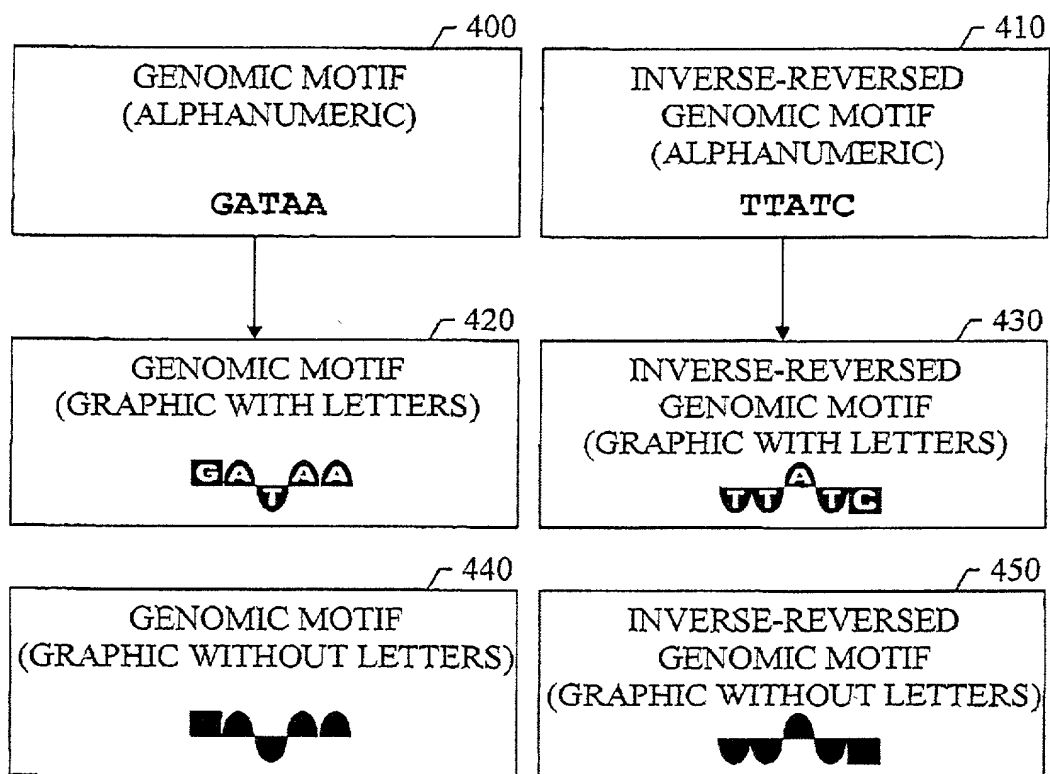 400
GENOMIC MOTIF
(ALPHANUMERIC)
GATAA
410
INVERSE-REVERSED
GENOMIC MOTIF
(ALPHANUMERIC)
TTATC
420
GENOMIC MOTIF
(GRAPHIC WITH LETTERS)
GATAA
430
INVERSE-REVERSED
GENOMIC MOTIF
(GRAPHIC WITH LETTERS)
TTATC
440
GENOMIC MOTIF
(GRAPHIC WITHOUT LETTERS)
450
INVERSE-REVERSED
GENOMIC MOTIF
(GRAPHIC WITHOUT LETTERS)